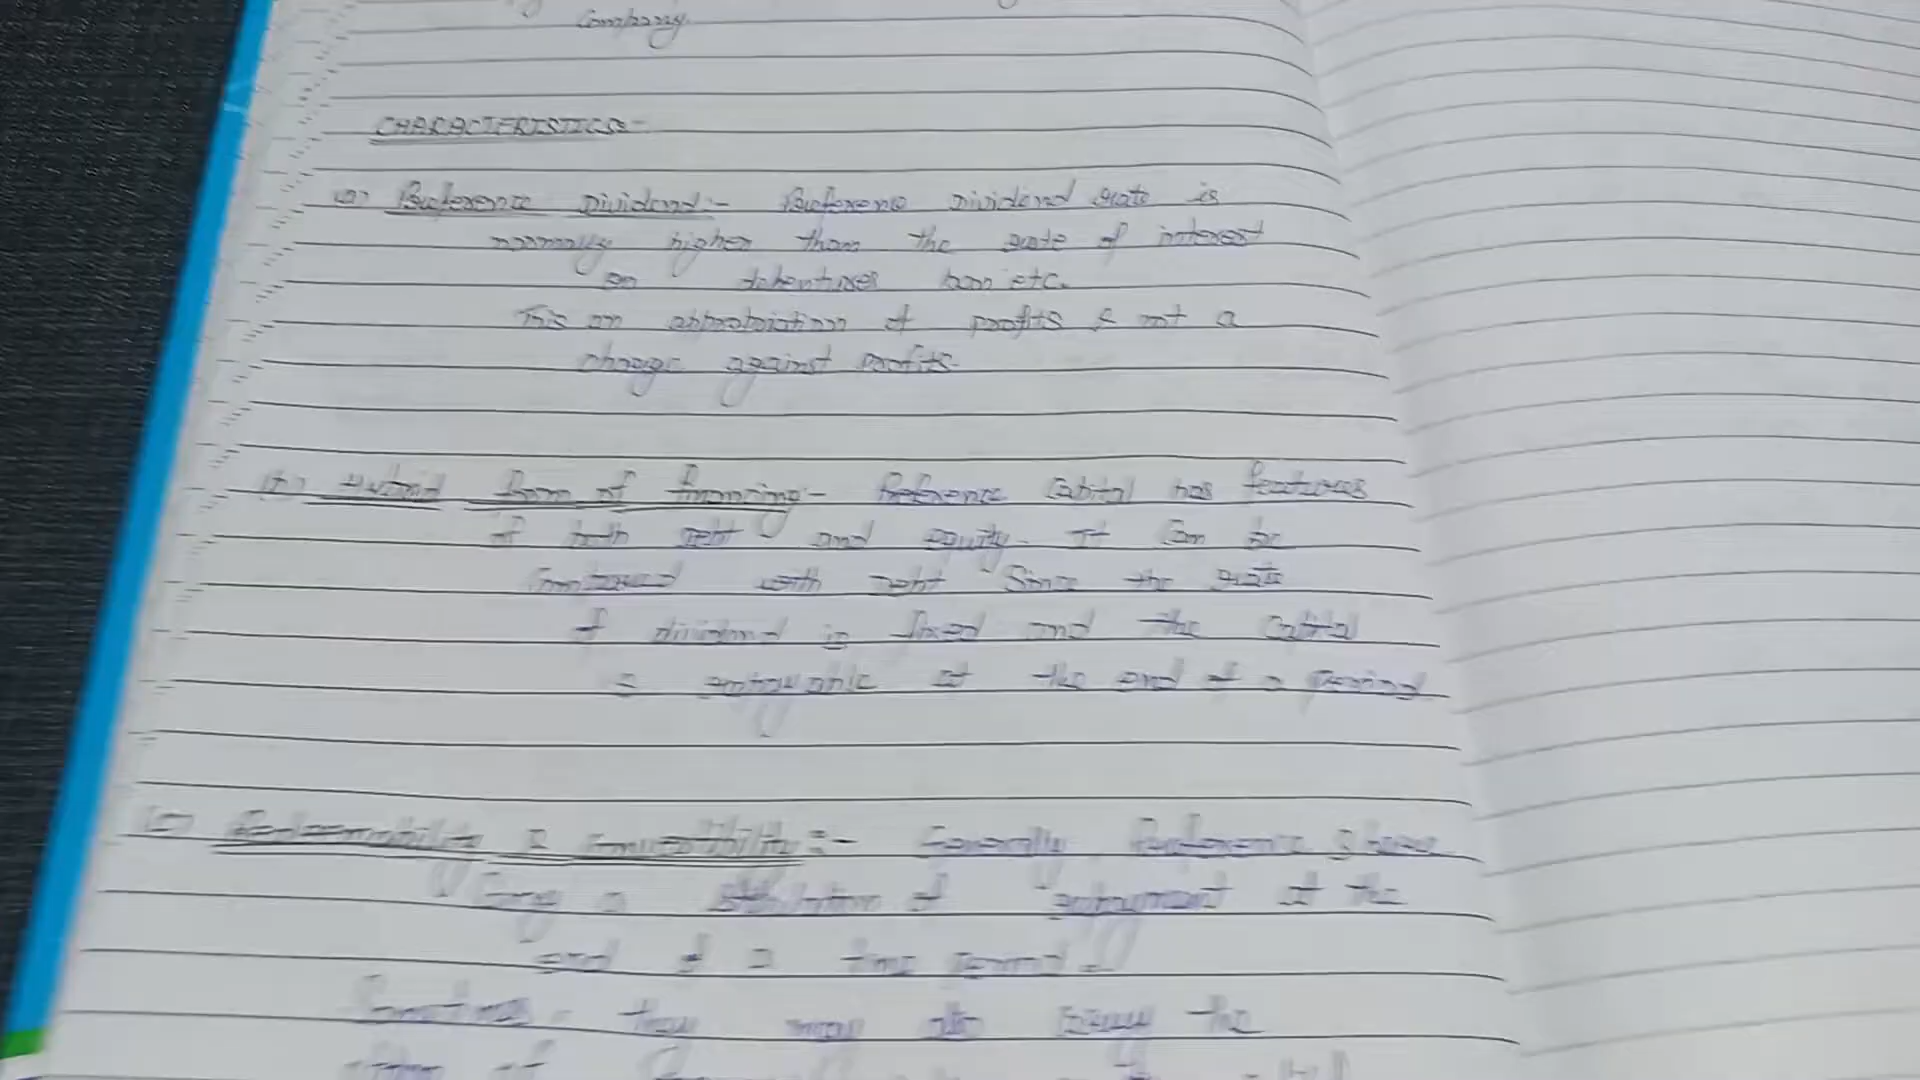 Company.
CHARACTERISTICS:-
(a) Preference Dividend:- Preference Dividend rate is
normally higher than the rate of interest
on debentures loan etc.
This an appropriation of profits & not a
charge against profits.
(b) Hybrid form of financing:- Preference Capital has features
of both debt and equity. It can be
Compared with debt Since the rate
of dividend is fixed and the Capital
is repayable at the end of a Period
(c) Redeemability & Convertibility:- Generally, Preference Share
Carry a Stipulation of repayment at the
end of a time period.
Sometimes, they may also Carry the